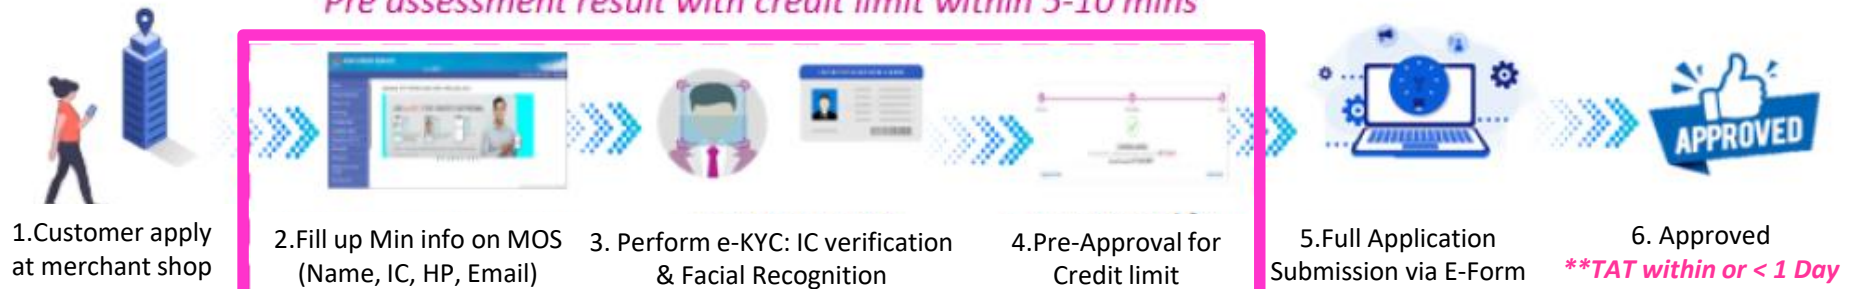 Pre assessment result with credit limit within 5-10 mins
APPROVED
1.Customer apply
at merchant shop
2.Fill up Min info on MOS
(Name, IC, HP, Email)
3. Perform e-KYC: IC verification
& Facial Recognition
4.Pre-Approval for
Credit limit
5.Full Application
Submission via E-Form
6. Approved
**TAT within or < 1 Day